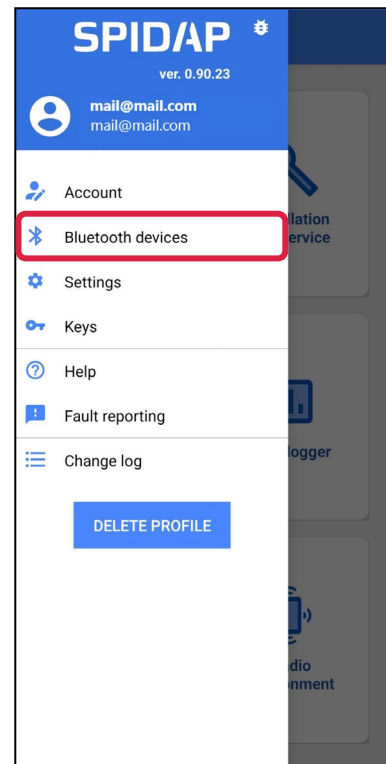 SPIDAP
ver. 0.90.23
mail@mail.com
mail@mail.com
Account
Bluetooth devices
Settings
Keys
Help
Fault reporting
Change log
DELETE PROFILE
llation
ervice
logger
dio
nment